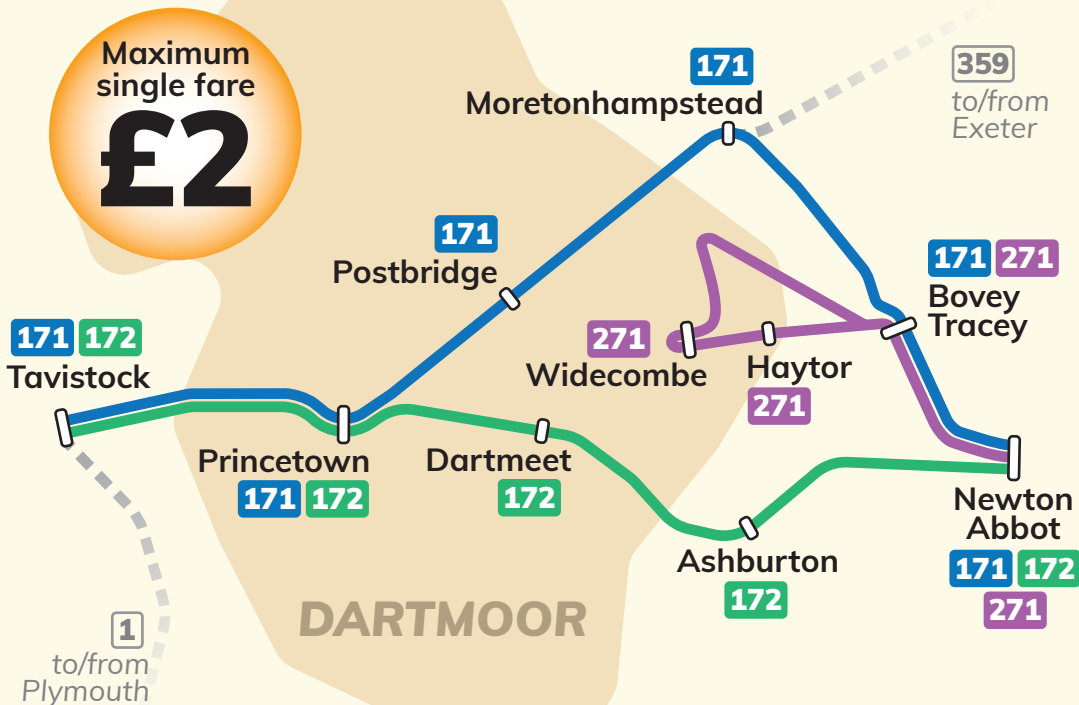 Maximum
single fare
£2
171
Moretonhampstead
359
to/from
Exeter
171
Postbridge
171 271
Bovey
Tracey
171 172
Tavistock
271
Widecombe
Haytor
271
Princetown
171 172
Dartmeet
172
Newton
Abbot
171 172
271
Ashburton
172
DARTMOOR
1
to/from
Plymouth